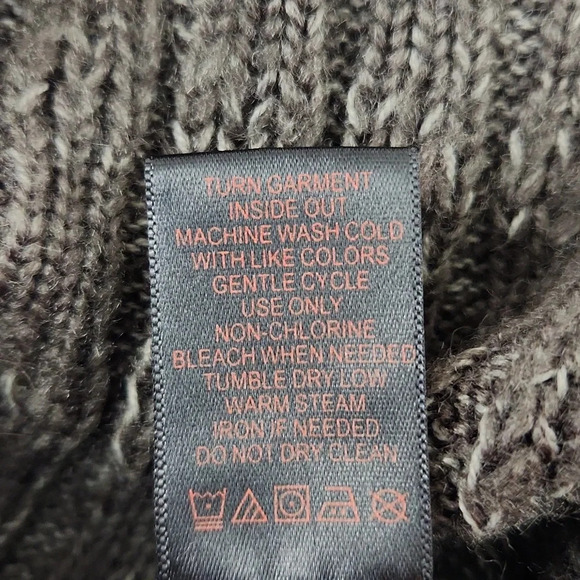 TURN GARMENT
INSIDE OUT
MACHINE WASH COLD
WITH LIKE COLORS
GENTLE CYCLE
USE ONLY
NON-CHLORINE
BLEACH WHEN NEEDED
TUMBLE DRY LOW
WARM STEAM
IRON IF NEEDED
DO NOT DRY CLEAN